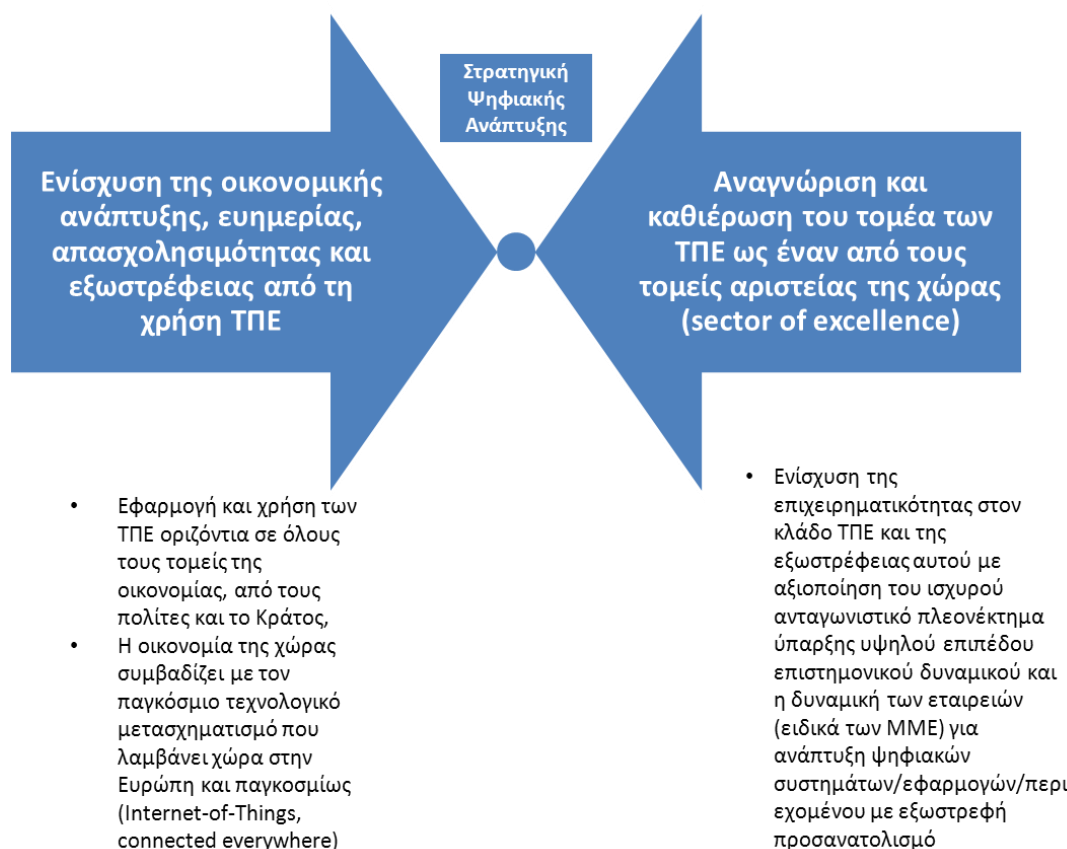 Στρατηγική
Ψηφιακής
Ανάπτυξης
Ενίσχυση της οικονομικής
ανάπτυξης, ευημερίας,
απασχολησιμότητας και
εξωστρέφειας από τη
χρήση ΤΠΕ
Αναγνώριση και
καθιέρωση του τομέα των
ΤΠΕ ως έναν από τους
τομείς αριστείας της χώρας
(sector of excellence)
• Εφαρμογή και χρήση των
ΤΠΕ οριζόντια σε όλους
τους τομείς της
οικονομίας, από τους
πολίτες και το Κράτος,
• Η οικονομία της χώρας
συμβαδίζει με τον
παγκόσμιο τεχνολογικό
μετασχηματισμό που
λαμβάνει χώρα στην
Ευρώπη και παγκοσμίως
(Internet-of-Things,
connected everywhere)
• Ενίσχυση της
επιχειρηματικότητας στον
κλάδο ΤΠΕ και της
εξωστρέφειας αυτού με
αξιοποίηση του ισχυρού
ανταγωνιστικό πλεονέκτημα
ύπαρξης υψηλού επιπέδου
επιστημονικού δυναμικού και
η δυναμική των εταιρειών
(ειδικά των ΜΜΕ) για
ανάπτυξη ψηφιακών
συστημάτων/εφαρμογών/περι
εχομένου με εξωστρεφή
προσανατολισμό